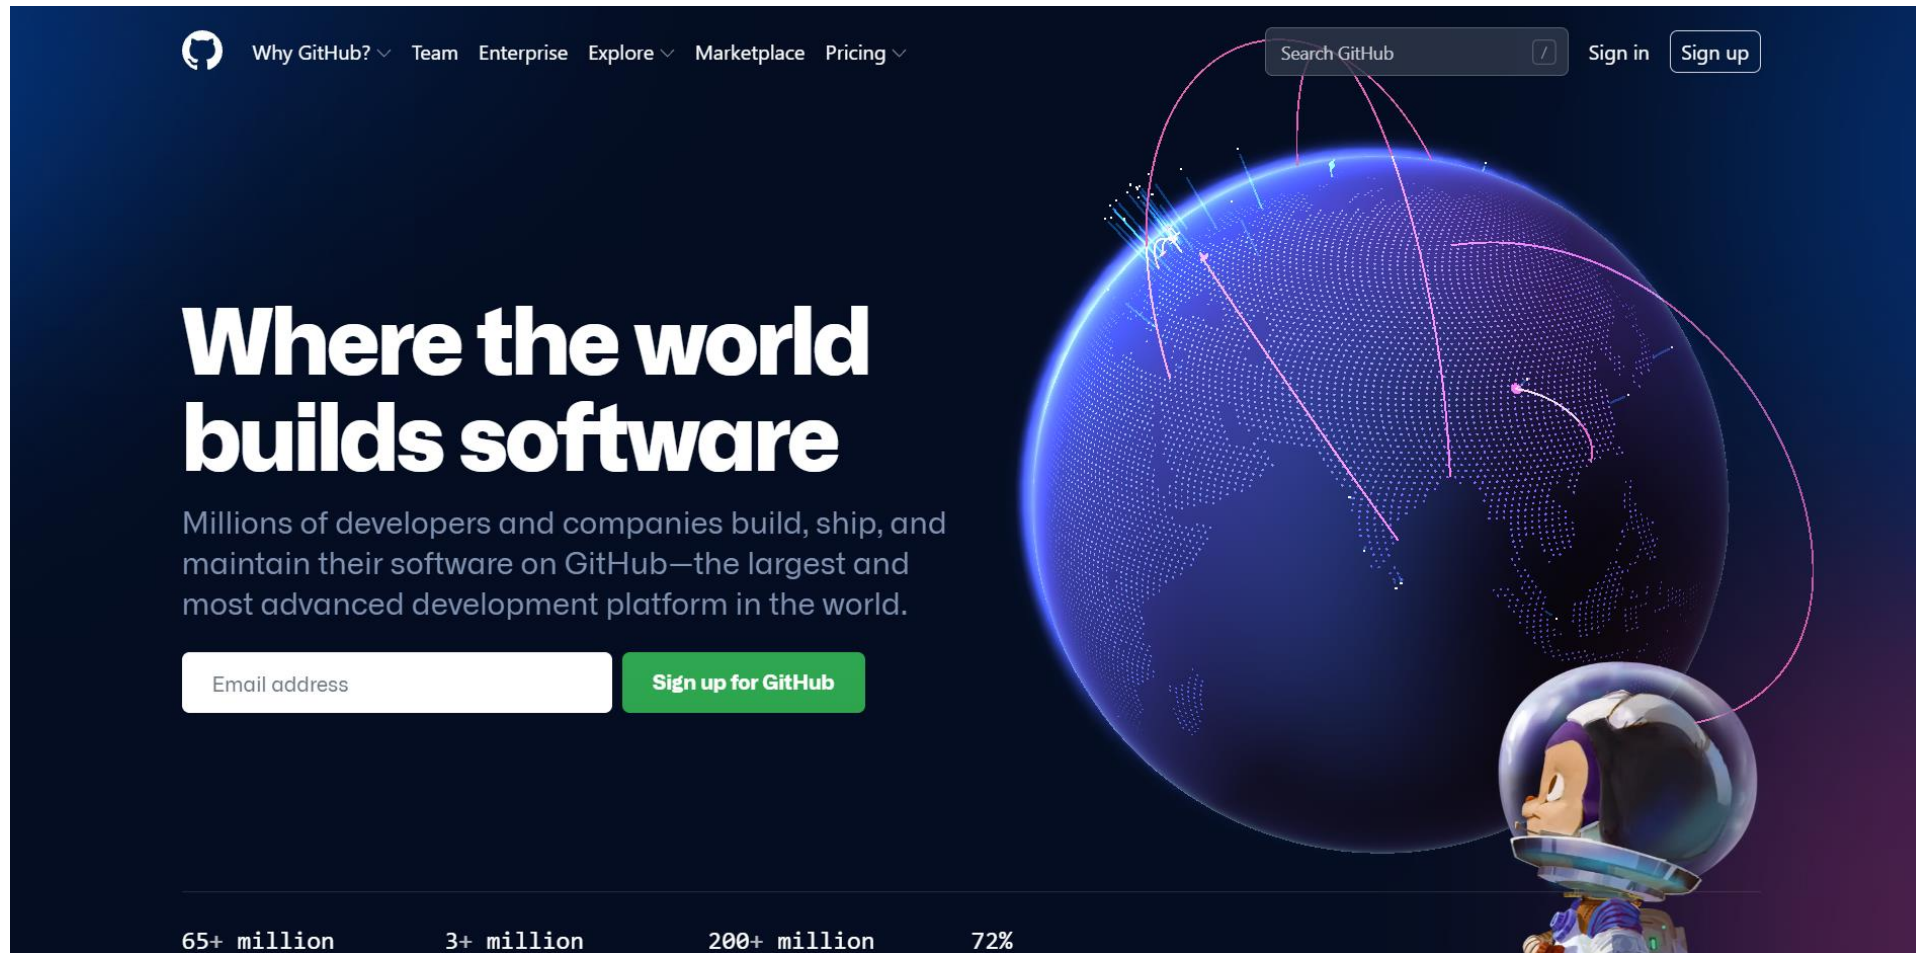 Why GitHub? Team Enterprise Explore Marketplace Pricing Search GitHub / Sign in Sign up
Where the world
builds software
Millions of developers and companies build, ship, and
maintain their software on GitHub—the largest and
most advanced development platform in the world.
Email address Sign up for GitHub
65+ million 3+ million 200+ million 72%